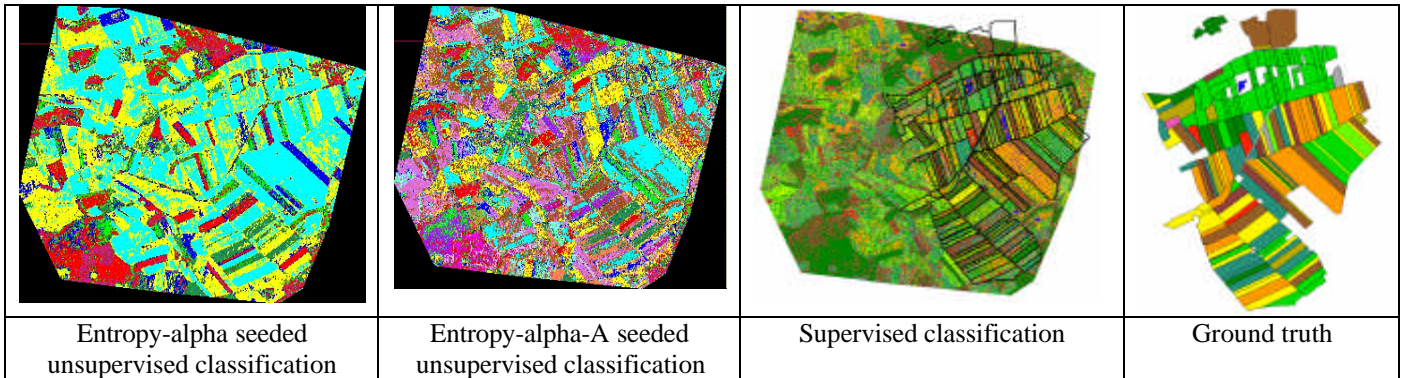 Entropy-alpha seeded
unsupervised classification
Entropy-alpha-A seeded
unsupervised classification
Supervised classification
Ground truth